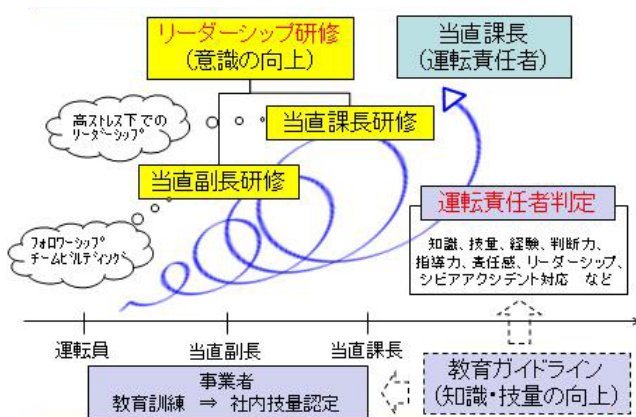 リーダーシップ研修
(意識の向上)
当直課長
(運転責任者)
高ストレス下での
リーダーシップ
当直課長研修
当直副長研修
フォロワーシップ
チームビルディング
運転責任者判定
知識、技量、経験、判断力、
指導力、責任感、リーダーシップ、
シビアアクシデント対応 など
運転員
当直副長
当直課長
事業者
教育訓練 ⇒ 社内技量認定
教育ガイドライン
(知識・技量の向上)